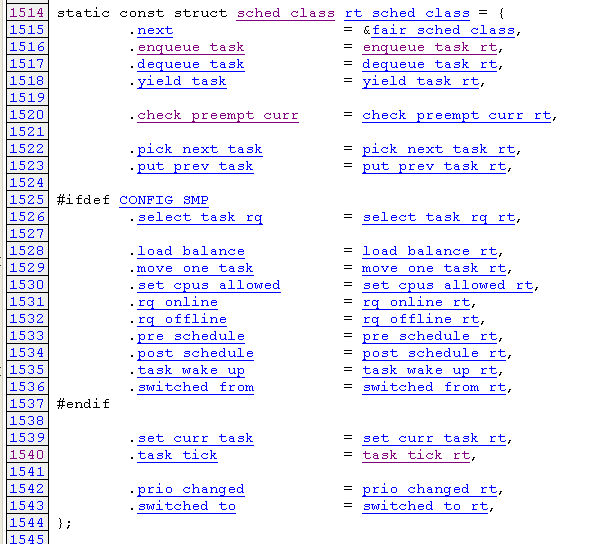 1514 static const struct sched_class rt_sched_class = {
1515 .next = &fair_sched_class,
1516 .enqueue_task = enqueue_task_rt,
1517 .dequeue_task = dequeue_task_rt,
1518 .yield_task = yield_task_rt,
1519
1520 .check_preempt_curr = check_preempt_curr_rt,
1521
1522 .pick_next_task = pick_next_task_rt,
1523 .put_prev_task = put_prev_task_rt,
1524
1525 #ifdef CONFIG_SMP
1526 .select_task_rq = select_task_rq_rt,
1527
1528 .load_balance = load_balance_rt,
1529 .move_one_task = move_one_task_rt,
1530 .set_cpus_allowed = set_cpus_allowed_rt,
1531 .rq_online = rq_online_rt,
1532 .rq_offline = rq_offline_rt,
1533 .pre_schedule = pre_schedule_rt,
1534 .post_schedule = post_schedule_rt,
1535 .task_wake_up = task_wake_up_rt,
1536 .switched_from = switched_from_rt,
1537 #endif
1538
1539 .set_curr_task = set_curr_task_rt,
1540 .task_tick = task_tick_rt,
1541
1542 .prio_changed = prio_changed_rt,
1543 .switched_to = switched_to_rt,
1544 };
1545